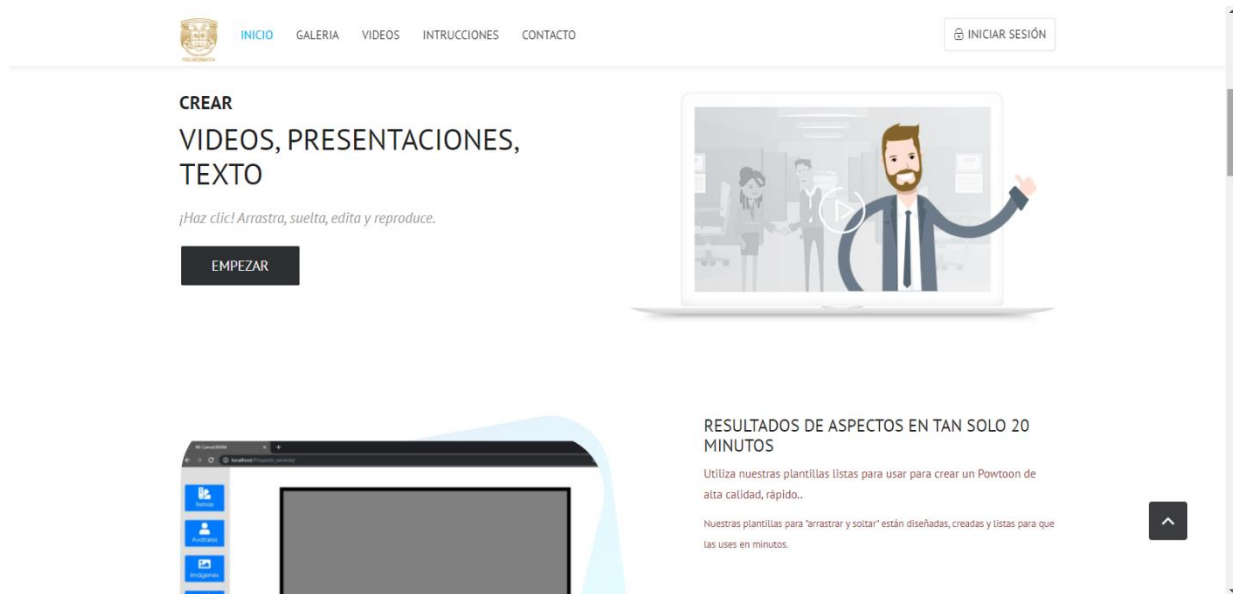 INICIO GALERIA VIDEOS INTRUCCIONES CONTACTO
INICIAR SESIÓN
CREAR
VIDEOS, PRESENTACIONES,
TEXTO
¡Haz clic! Arrastra, suelta, edita y reproduce.
EMPEZAR
RESULTADOS DE ASPECTOS EN TAN SOLO 20
MINUTOS
Utiliza nuestras plantillas listas para usar para crear un Powtoon de
alta calidad, rápido..
Nuestras plantillas para "arrastrar y soltar" están diseñadas, creadas y listas para que
las uses en minutos.
localhost/Proyecto_servicio/
Temas
Avatares
Imágenes